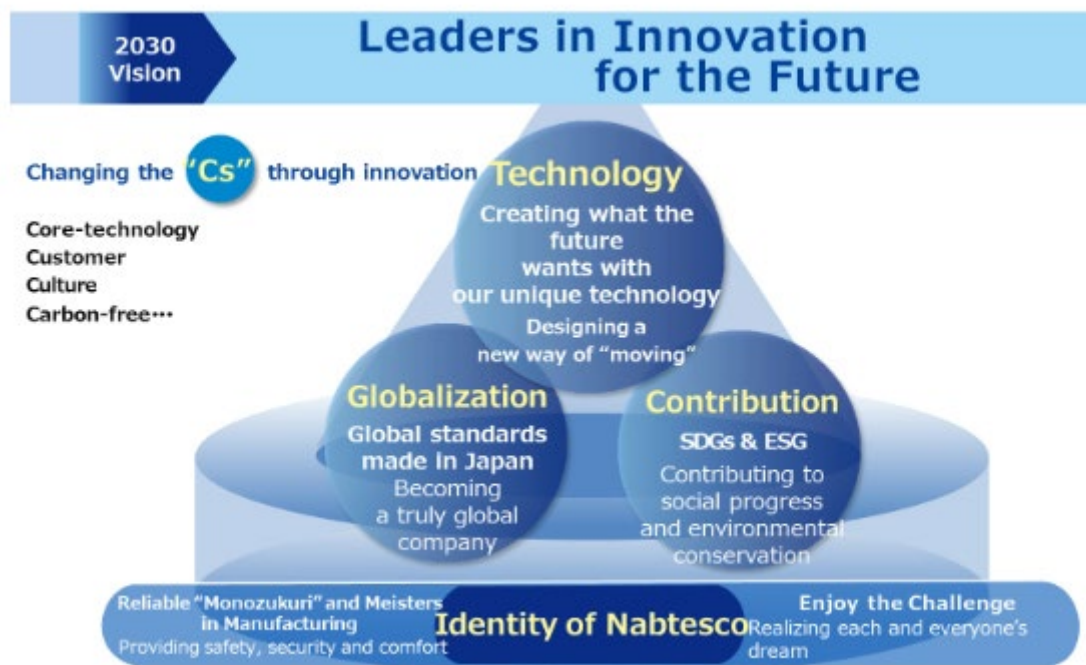 2030
Vision
Leaders in Innovation
for the Future
Changing the "Cs" through innovation
Core-technology
Customer
Culture
Carbon-free···
Technology
Creating what the
future
wants with
our unique technology
Designing a
new way of “moving”
Globalization
Global standards
made in Japan
Becoming
a truly global
company
Contribution
SDGs & ESG
Contributing to
social progress
and environmental
conservation
Reliable “Monozukuri” and Meisters
in Manufacturing
Providing safety, security and comfort
Identity of Nabtesco
Enjoy the Challenge
Realizing each and everyone’s
dream